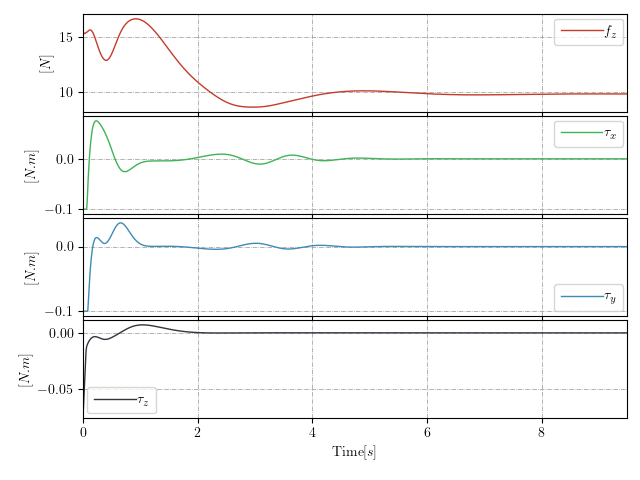 15
10
[N]
f_z
0.0
−0.1
[N.m]
τ_x
0.0
−0.1
[N.m]
τ_y
0.00
−0.05
[N.m]
τ_z
0 2 4 6 8
Time[s]